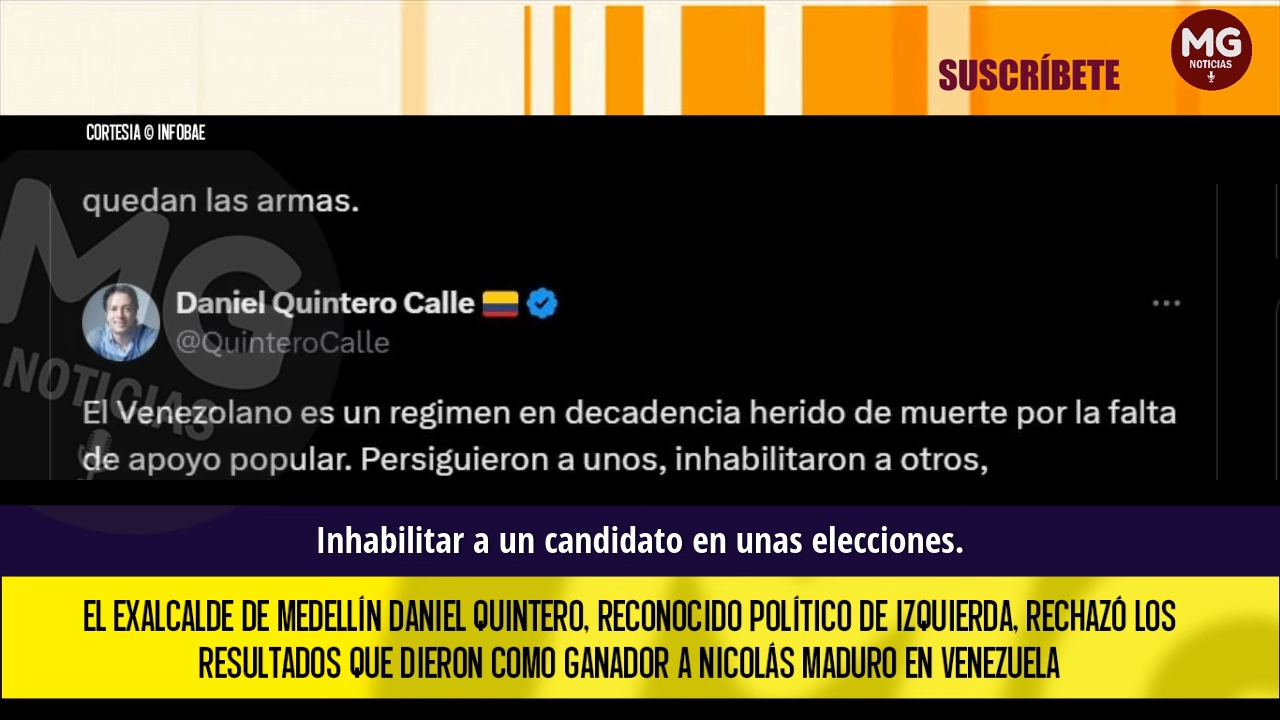 SUSCRÍBETE
MG
NOTICIAS
CORTESIA © INFOBAE
quedan las armas.
Daniel Quintero Calle
@QuinteroCalle
El Venezolano es un regimen en decadencia herido de muerte por la falta
de apoyo popular. Persiguieron a unos, inhabilitaron a otros,
MG
NOTICIAS
Inhabilitar a un candidato en unas elecciones.
EL EXALCALDE DE MEDELLÍN DANIEL QUINTERO, RECONOCIDO POLÍTICO DE IZQUIERDA, RECHAZÓ LOS
RESULTADOS QUE DIERON COMO GANADOR A NICOLÁS MADURO EN VENEZUELA